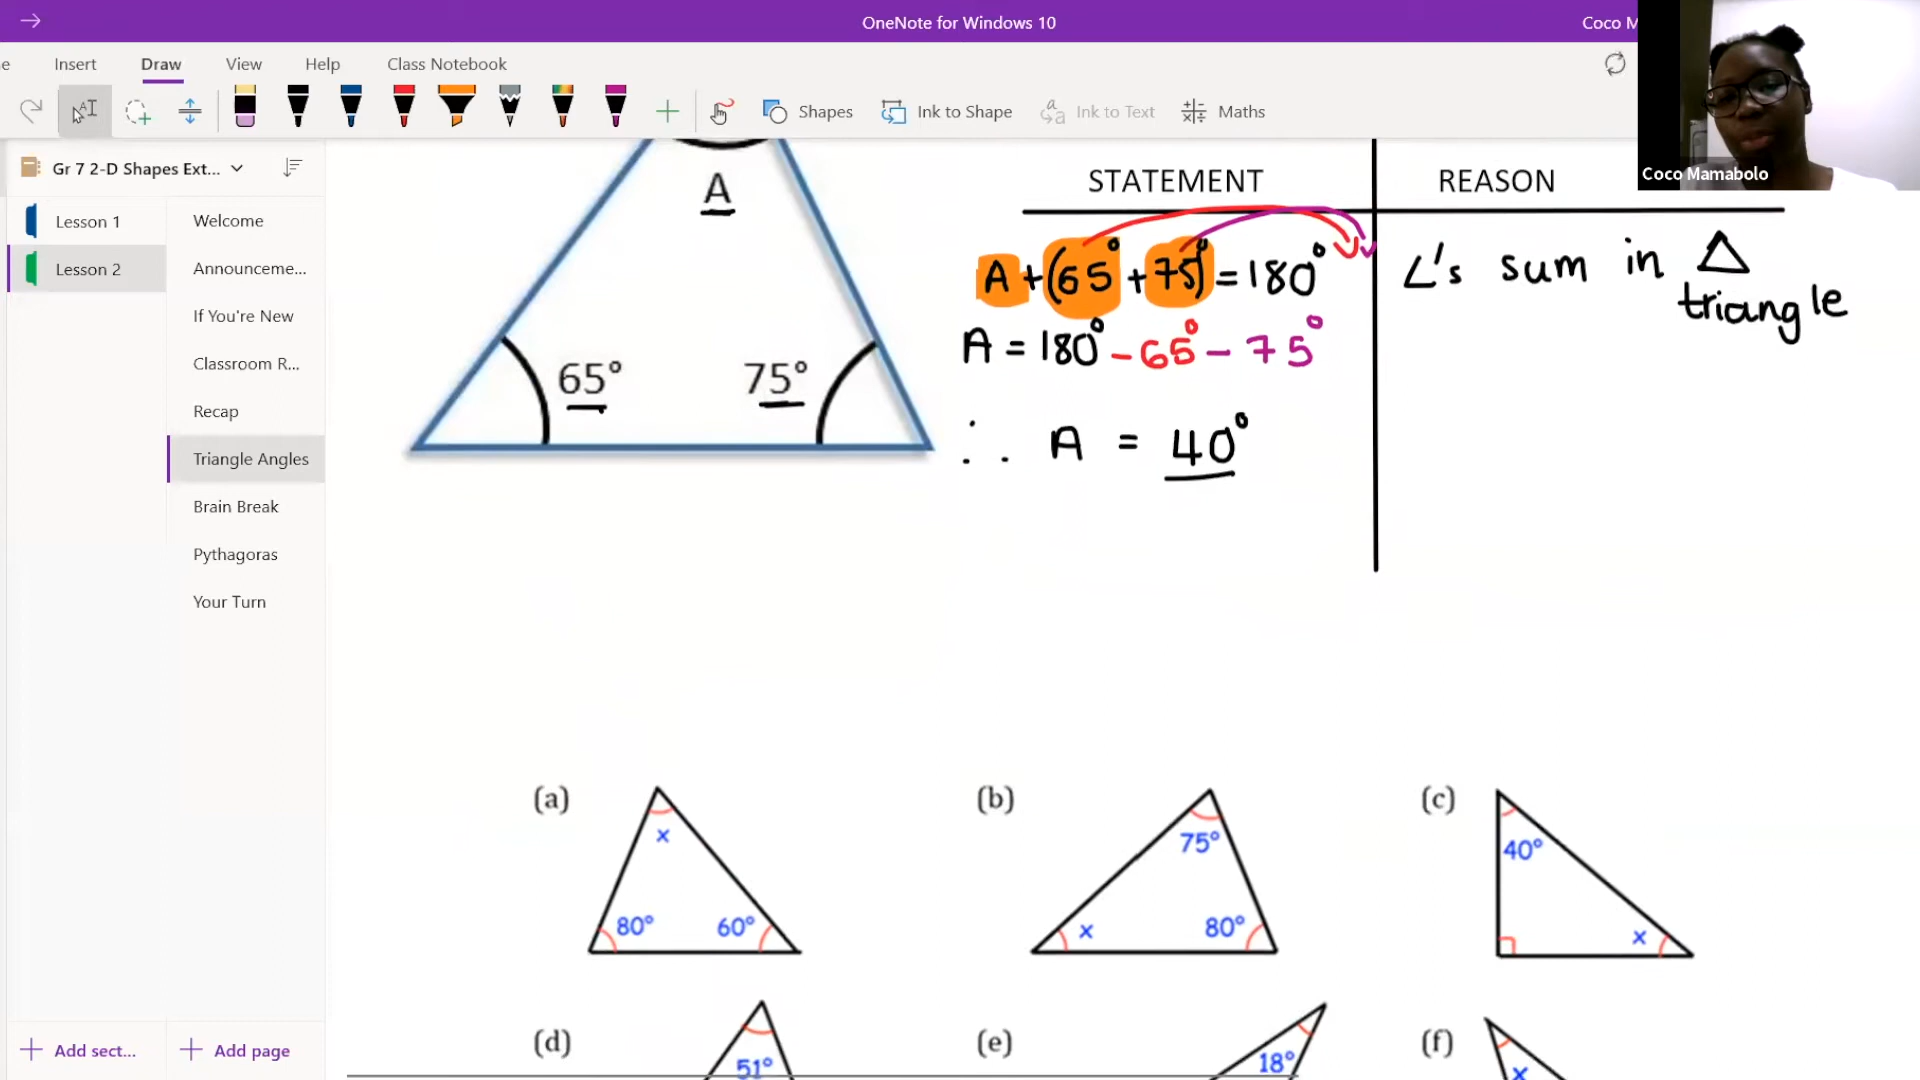 OneNote for Windows 10
Coco M
Insert
Draw
View
Help
Class Notebook
Shapes
Ink to Shape
Ink to Text
Maths
Coco Mamabolo
Gr 7 2-D Shapes Ext...
Lesson 1
Lesson 2
Welcome
Announceme...
If You're New
Classroom R...
Recap
Triangle Angles
Brain Break
Pythagoras
Your Turn
Add sect...
Add page
A
65°
75°
STATEMENT
REASON
A+(65°+75°)=180°
∠'s sum in △
triangle
A = 180° - 65° - 75°
∴ A = 40°
(a)
x
80°
60°
(b)
75°
x
80°
(c)
40°
x
(d)
51°
(e)
18°
(f)
x